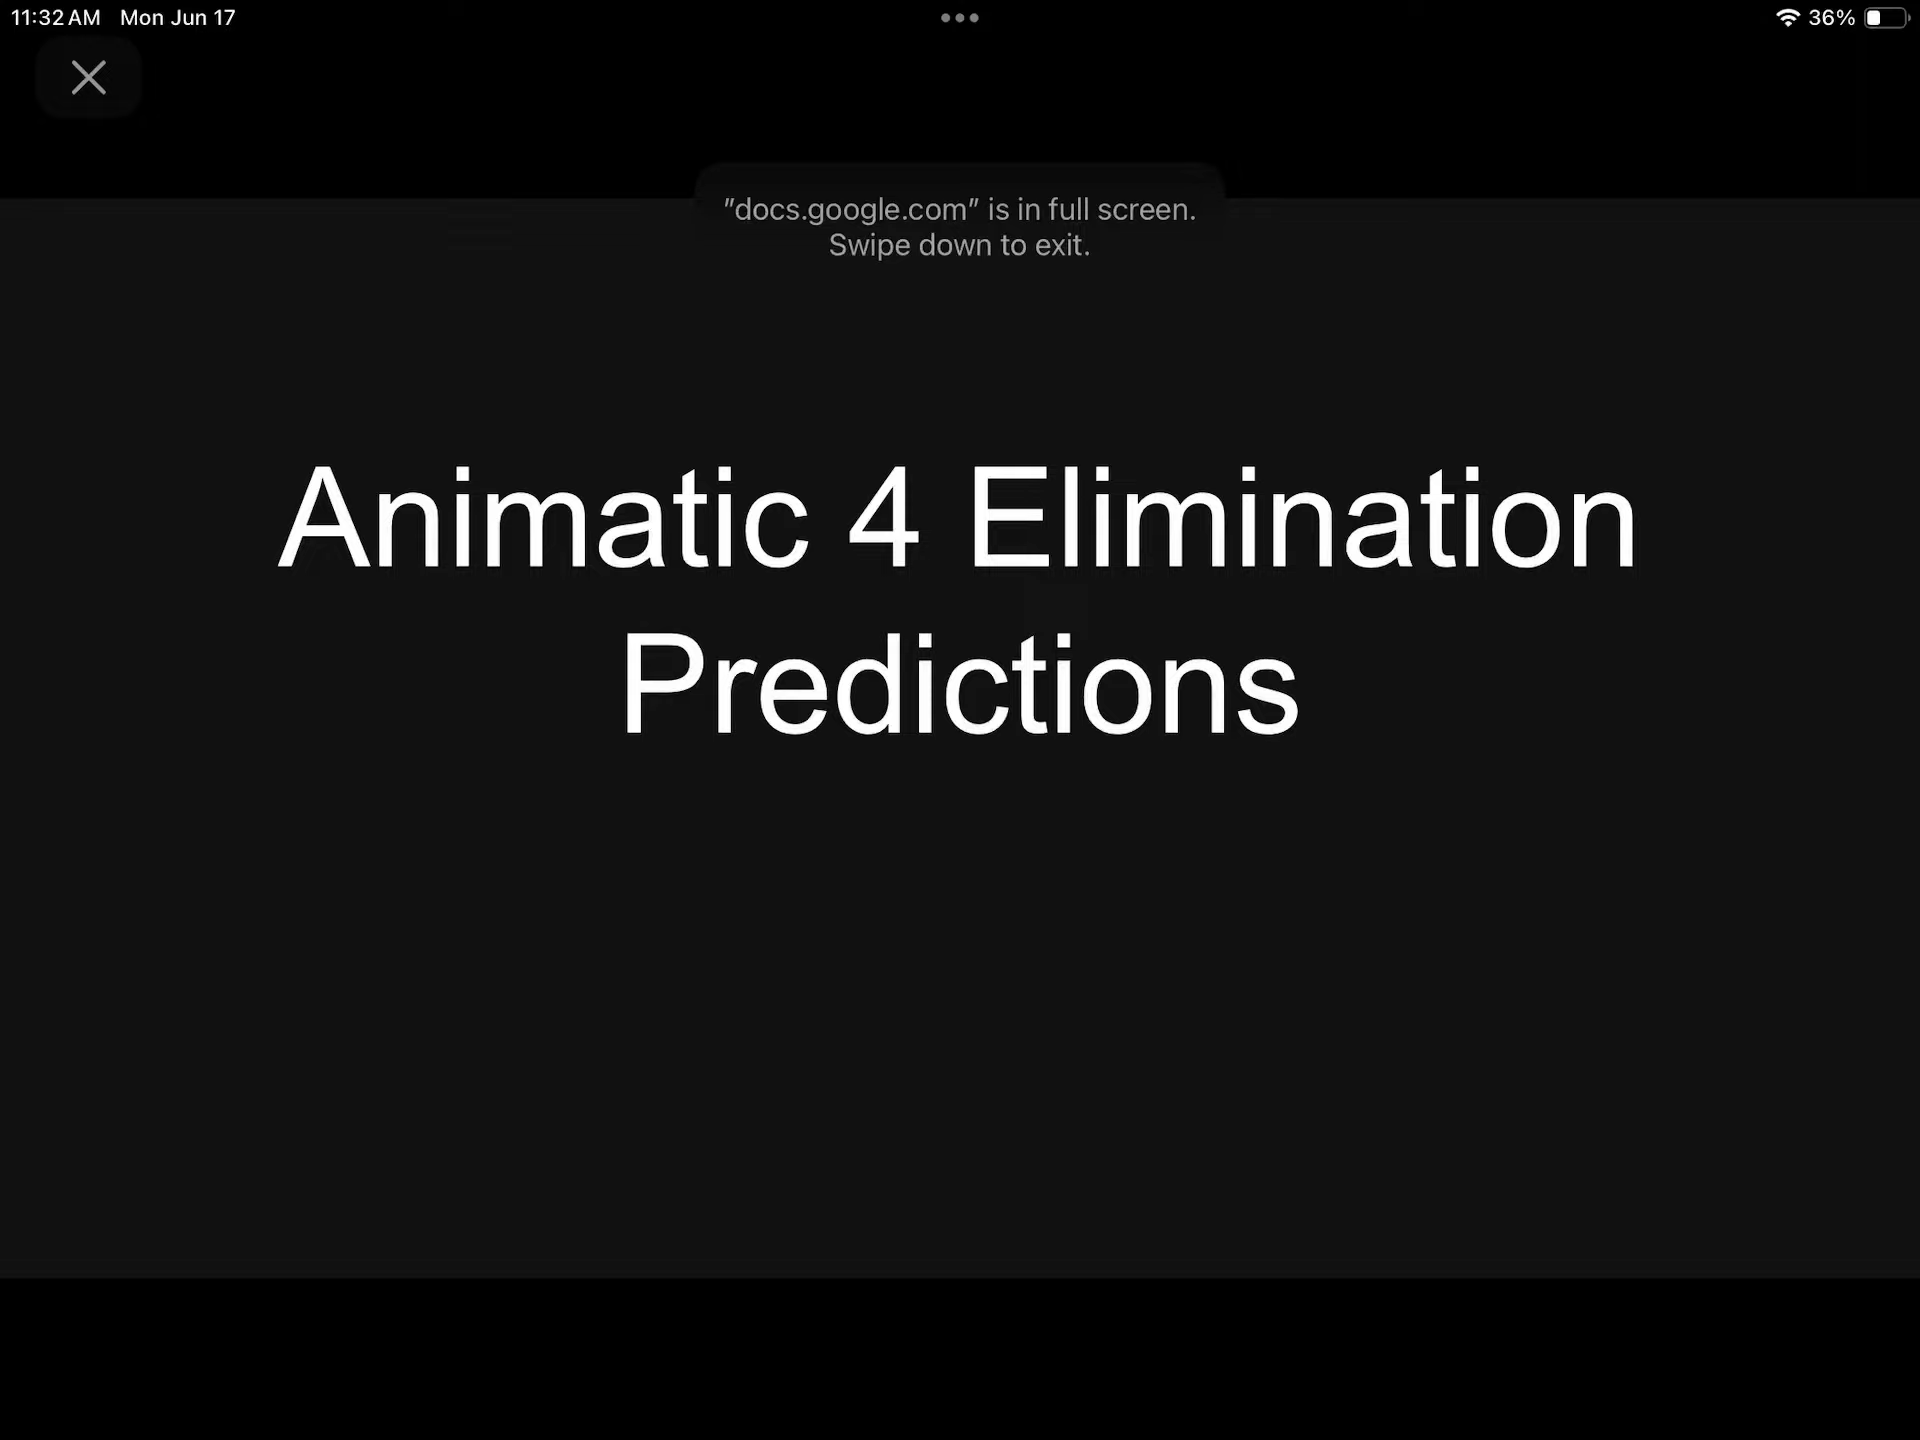 11:32 AM Mon Jun 17
36%
"docs.google.com" is in full screen.
Swipe down to exit.
Animatic 4 Elimination
Predictions